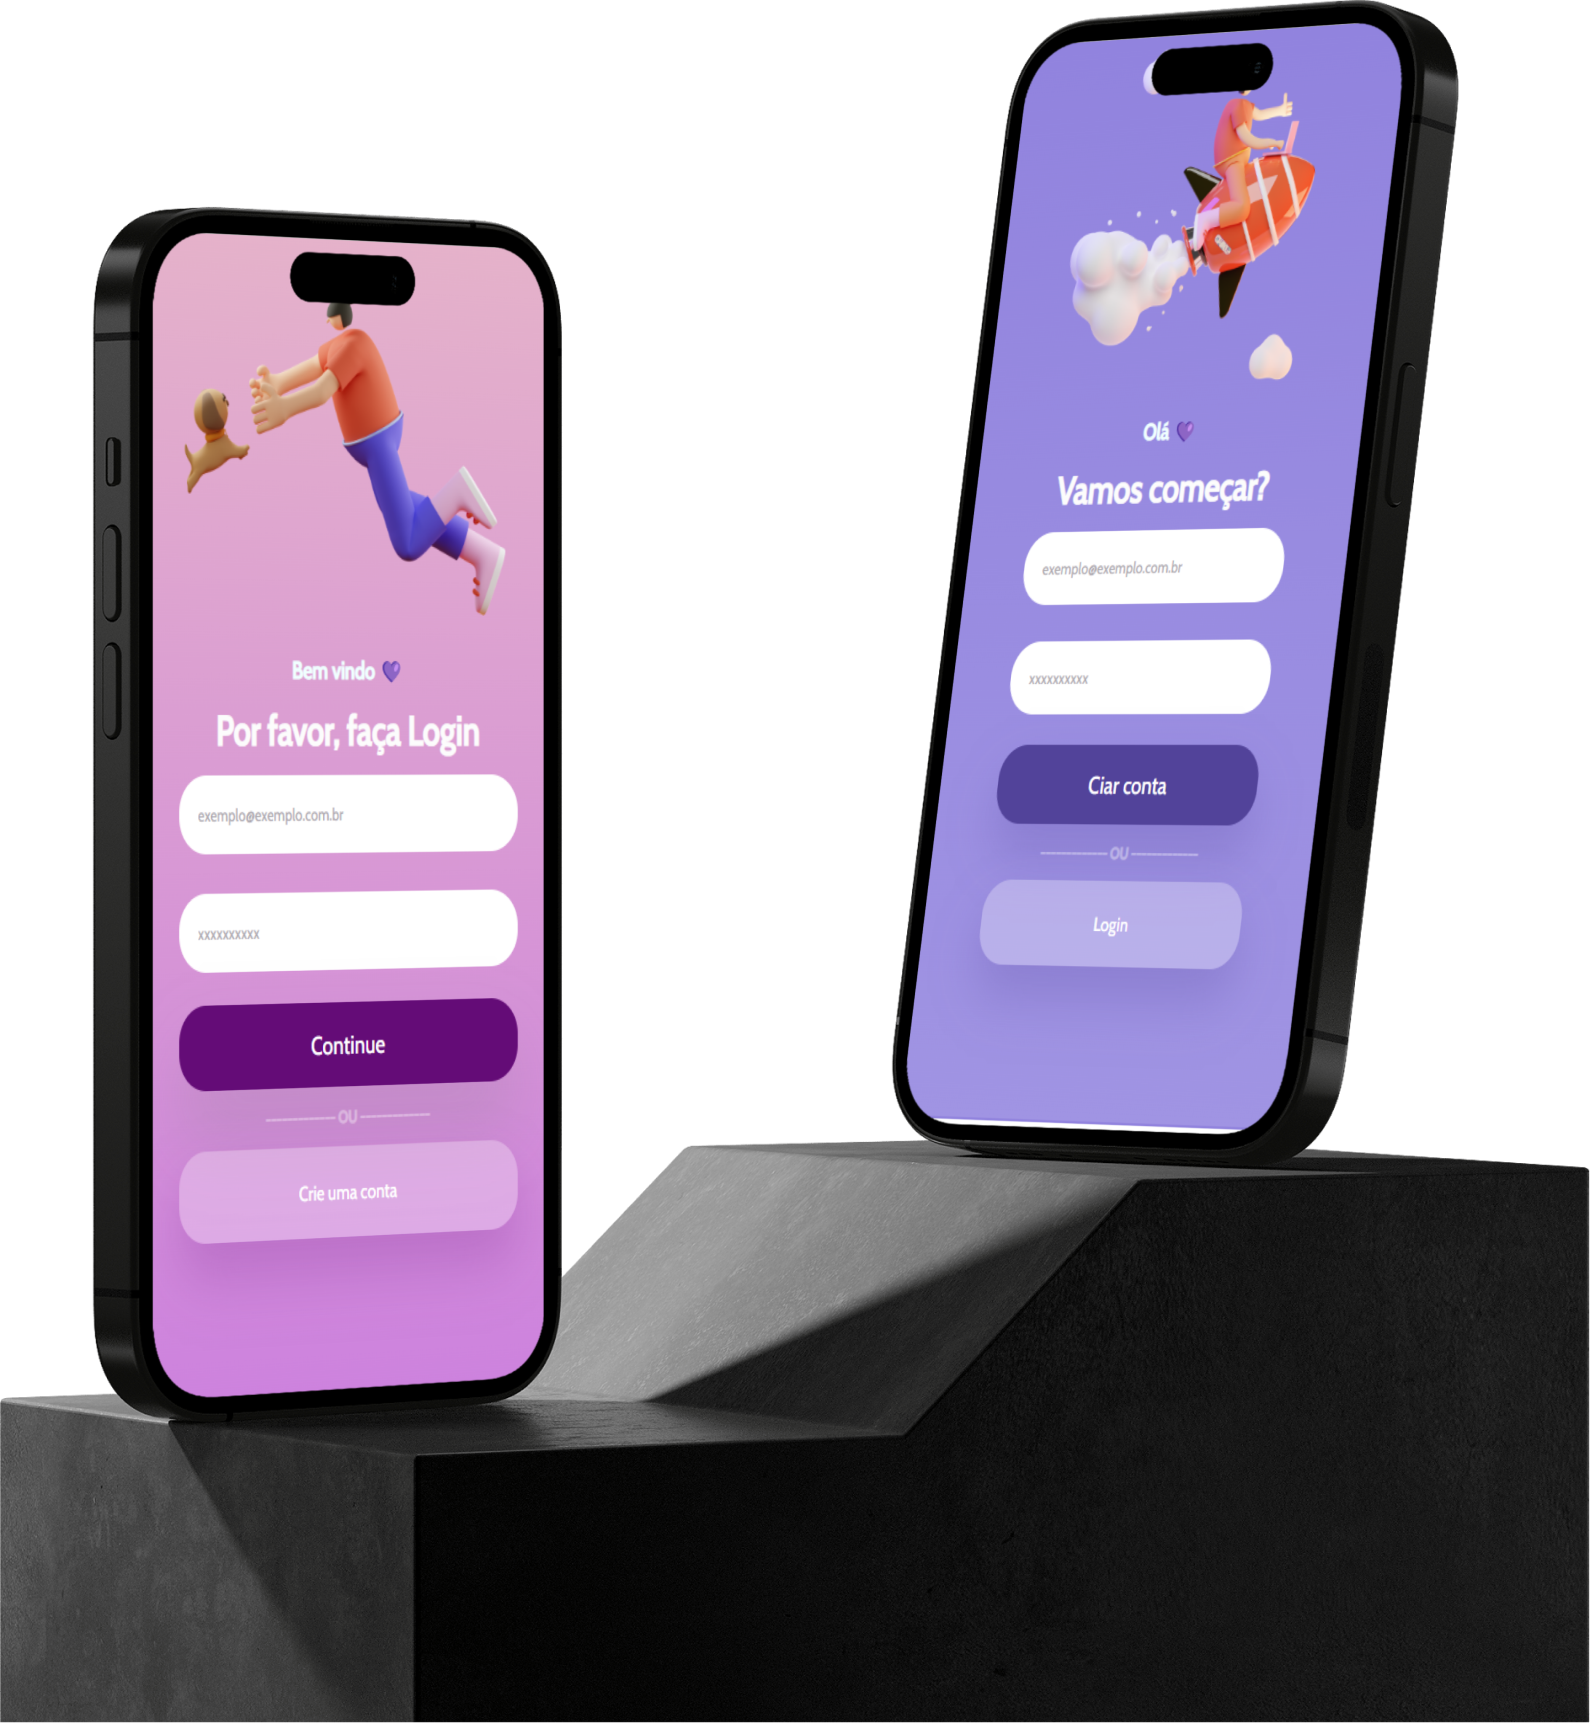 Bem vindo 💜
Por favor, faça Login
exemplo@exemplo.com.br
xxxxxxxxxx
Continue
OU
Crie uma conta
Olá 💜
Vamos começar?
exemplo@exemplo.com.br
xxxxxxxxxx
Ciar conta
OU
Login